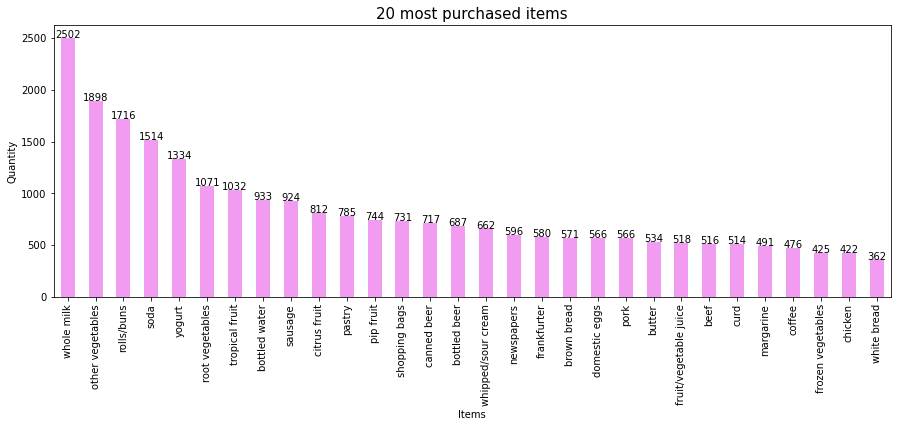 20 most purchased items
Quantity
2500
2000
1500
1000
500
0
2502
1898
1716
1514
1334
1071
1032
933
924
812
785
744
731
717
687
662
596
580
571
566
566
534
518
516
514
491
476
425
422
362
whole milk
other vegetables
rolls/buns
soda
yogurt
root vegetables
tropical fruit
bottled water
sausage
citrus fruit
pastry
pip fruit
shopping bags
canned beer
bottled beer
whipped/sour cream
newspapers
frankfurter
brown bread
domestic eggs
pork
butter
fruit/vegetable juice
beef
curd
margarine
coffee
frozen vegetables
chicken
white bread
Items